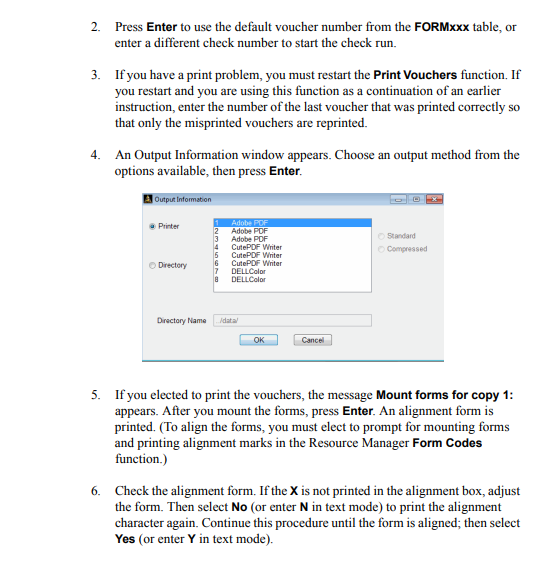 2. Press Enter to use the default voucher number from the FORMxxx table, or
enter a different check number to start the check run.
3. If you have a print problem, you must restart the Print Vouchers function. If
you restart and you are using this function as a continuation of an earlier
instruction, enter the number of the last voucher that was printed correctly so
that only the misprinted vouchers are reprinted.
4. An Output Information window appears. Choose an output method from the
options available, then press Enter.
Output Information
Printer
1 Adobe PDF
2 Adobe PDF
3 Adobe PDF
4 CutePDF Writer
5 CutePDF Writer
6 CutePDF Writer
7 DELLColor
8 DELLColor
Standard
Compressed
Directory
Directory Name /data/
OK Cancel
5. If you elected to print the vouchers, the message Mount forms for copy 1:
appears. After you mount the forms, press Enter. An alignment form is
printed. (To align the forms, you must elect to prompt for mounting forms
and printing alignment marks in the Resource Manager Form Codes
function.)
6. Check the alignment form. If the X is not printed in the alignment box, adjust
the form. Then select No (or enter N in text mode) to print the alignment
character again. Continue this procedure until the form is aligned; then select
Yes (or enter Y in text mode).